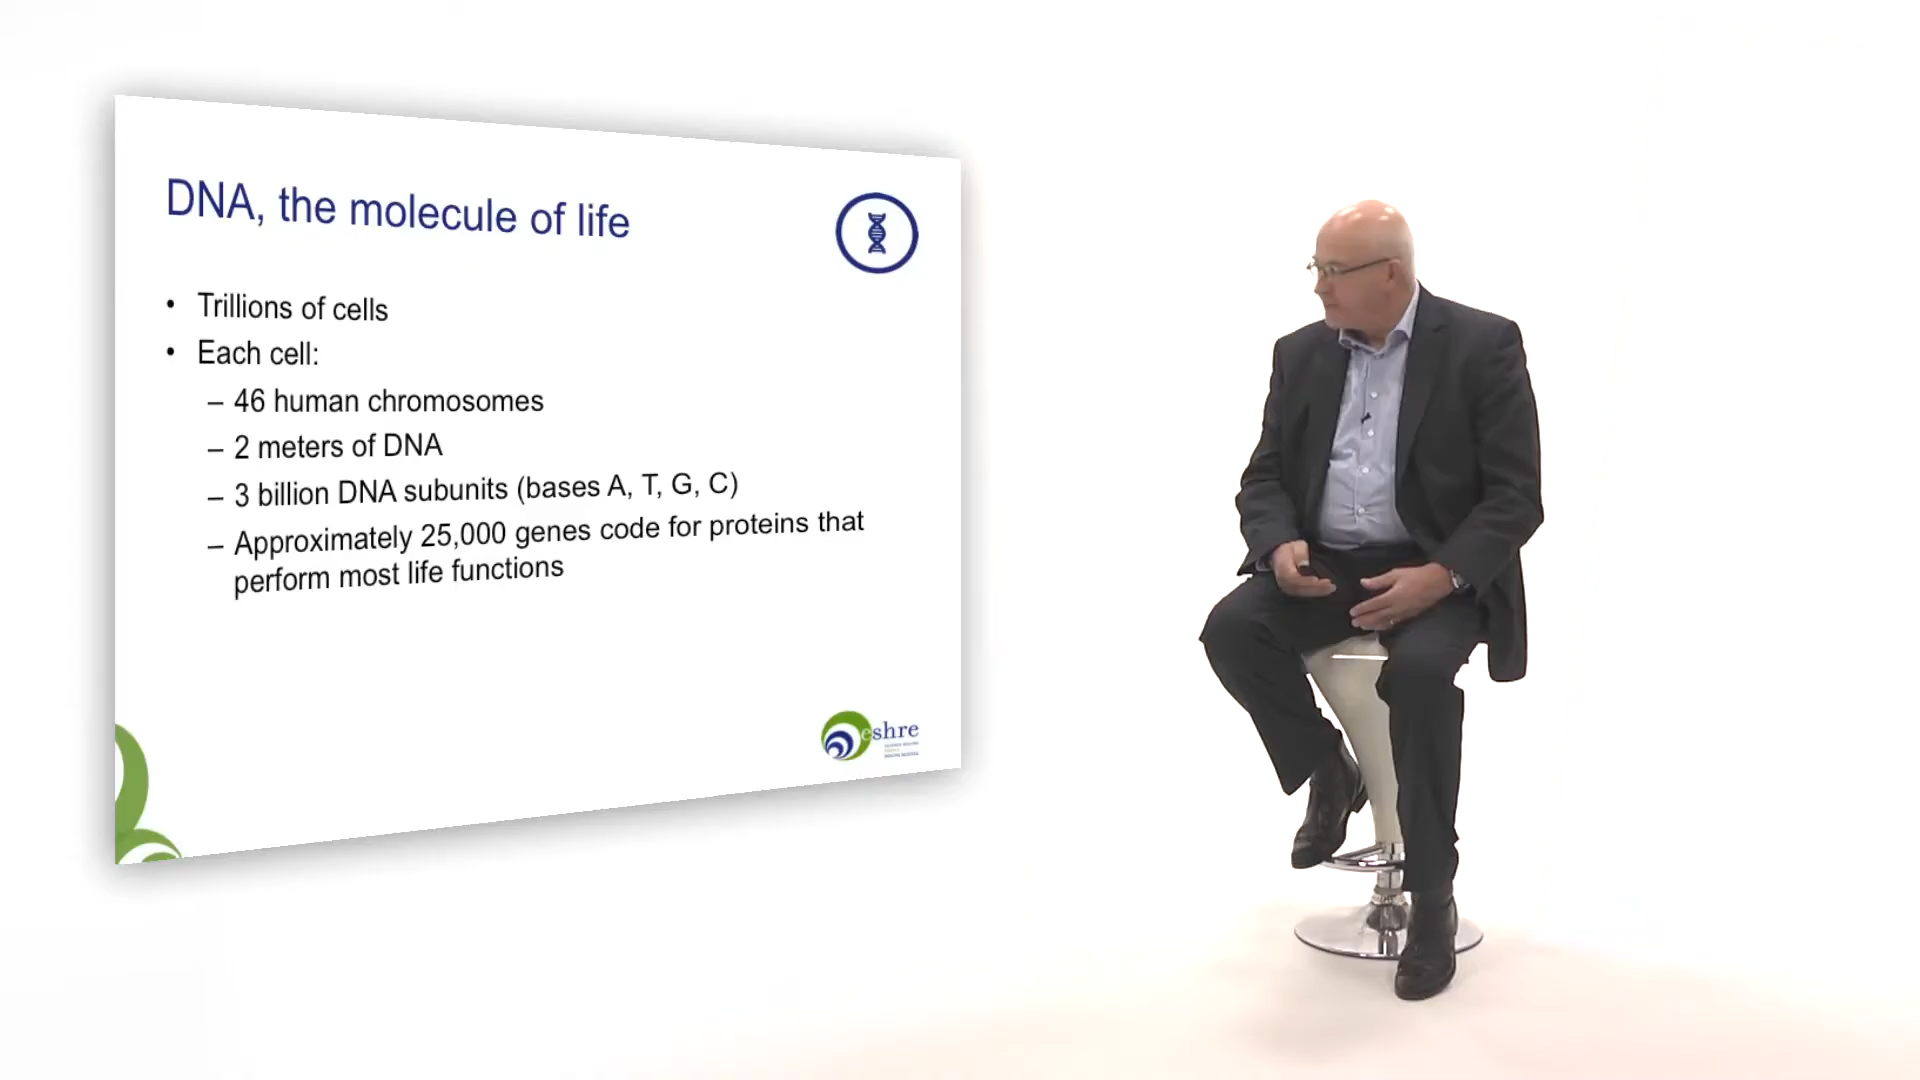 DNA, the molecule of life
• Trillions of cells
• Each cell:
– 46 human chromosomes
– 2 meters of DNA
– 3 billion DNA subunits (bases A, T, G, C)
– Approximately 25,000 genes code for proteins that
perform most life functions
eshre